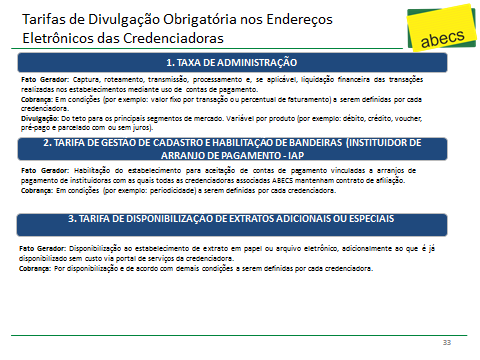 Tarifas de Divulgação Obrigatória nos Endereços
Eletrônicos das Credenciadoras
abecs
1. TAXA DE ADMINISTRAÇÃO
Fato Gerador: Captura, roteamento, transmissão, processamento e, se aplicável, liquidação financeira das transações
realizadas nos estabelecimentos mediante uso de contas de pagamento.
Cobrança: Em condições (por exemplo: valor fixo por transação ou percentual de faturamento) a serem definidas por cada
credenciadora.
Divulgação: Do teto para os principais segmentos de mercado. Variável por produto (por exemplo: débito, crédito, voucher,
pré-pago e parcelado com ou sem juros).
2. TARIFA DE GESTÃO DE CADASTRO E HABILITAÇÃO DE BANDEIRAS (INSTITUIDOR DE
ARRANJO DE PAGAMENTO - IAP
Fato Gerador: Habilitação do estabelecimento para aceitação de contas de pagamento vinculadas a arranjos de
pagamento de instituidoras com as quais todas as credenciadoras associadas ABECS mantenham contrato de afiliação.
Cobrança: Em condições (por exemplo: periodicidade) a serem definidas por cada credenciadora.
3. TARIFA DE DISPONIBILIZAÇÃO DE EXTRATOS ADICIONAIS OU ESPECIAIS
Fato Gerador: Disponibilização ao estabelecimento de extrato em papel ou arquivo eletrônico, adicionalmente ao que é já
disponibilizado sem custo via portal de serviços da credenciadora.
Cobrança: Por disponibilização e de acordo com demais condições a serem definidas por cada credenciadora.
33